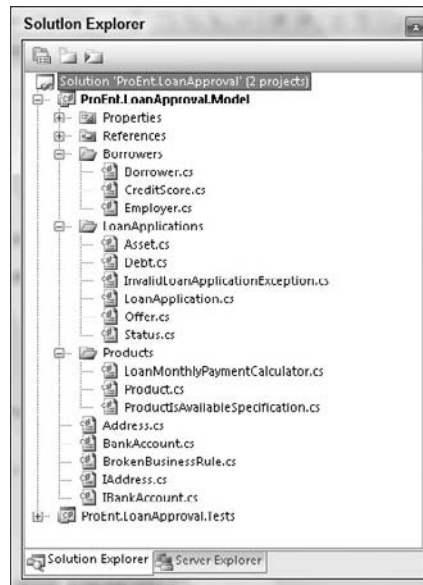 Solution Explorer
Solution 'ProEnt.LoanApproval' (2 projects)
ProEnt.LoanApproval.Model
Properties
References
Borrowers
Borrower.cs
CreditScore.cs
Employer.cs
LoanApplications
Asset.cs
Debt.cs
InvalidLoanApplicationException.cs
LoanApplication.cs
Offer.cs
Status.cs
Products
LoanMonthlyPaymentCalculator.cs
Product.cs
ProductIsAvailableSpecification.cs
Address.cs
BankAccount.cs
BrokenBusinessRule.cs
IAddress.cs
IBankAccount.cs
ProEnt.LoanApproval.Tests
Solution Explorer Server Explorer